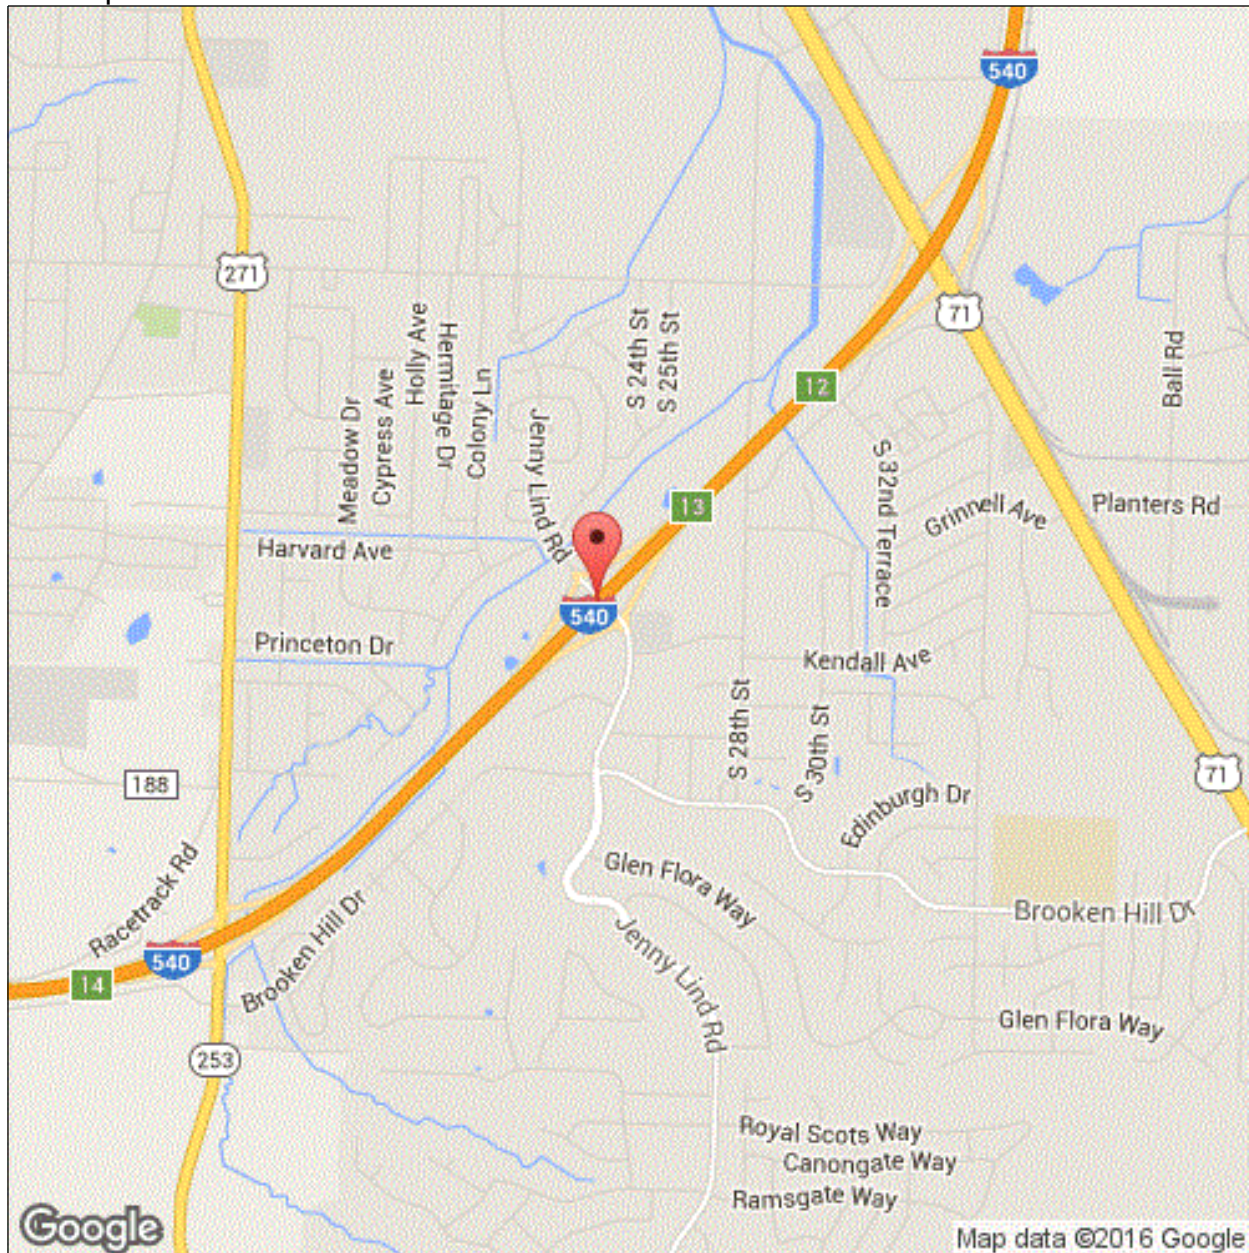 540
271
71
Holly Ave
Hermitage Dr
Colony Ln
Meadow Dr
Cypress Ave
S 24th St
S 25th St
Ball Rd
12
Jenny Lind Rd
S 32nd Terrace
Grinnell Ave
Planters Rd
13
Harvard Ave
540
Princeton Dr
Kendall Ave
S 28th St
S 30th St
71
188
Edinburgh Dr
Racetrack Rd
Glen Flora Way
Brooken Hill Dr
Jenny Lind Rd
540
14
Brooken Hill Dr
Glen Flora Way
253
Royal Scots Way
Canongate Way
Ramsgate Way
Google
Map data ©2016 Google